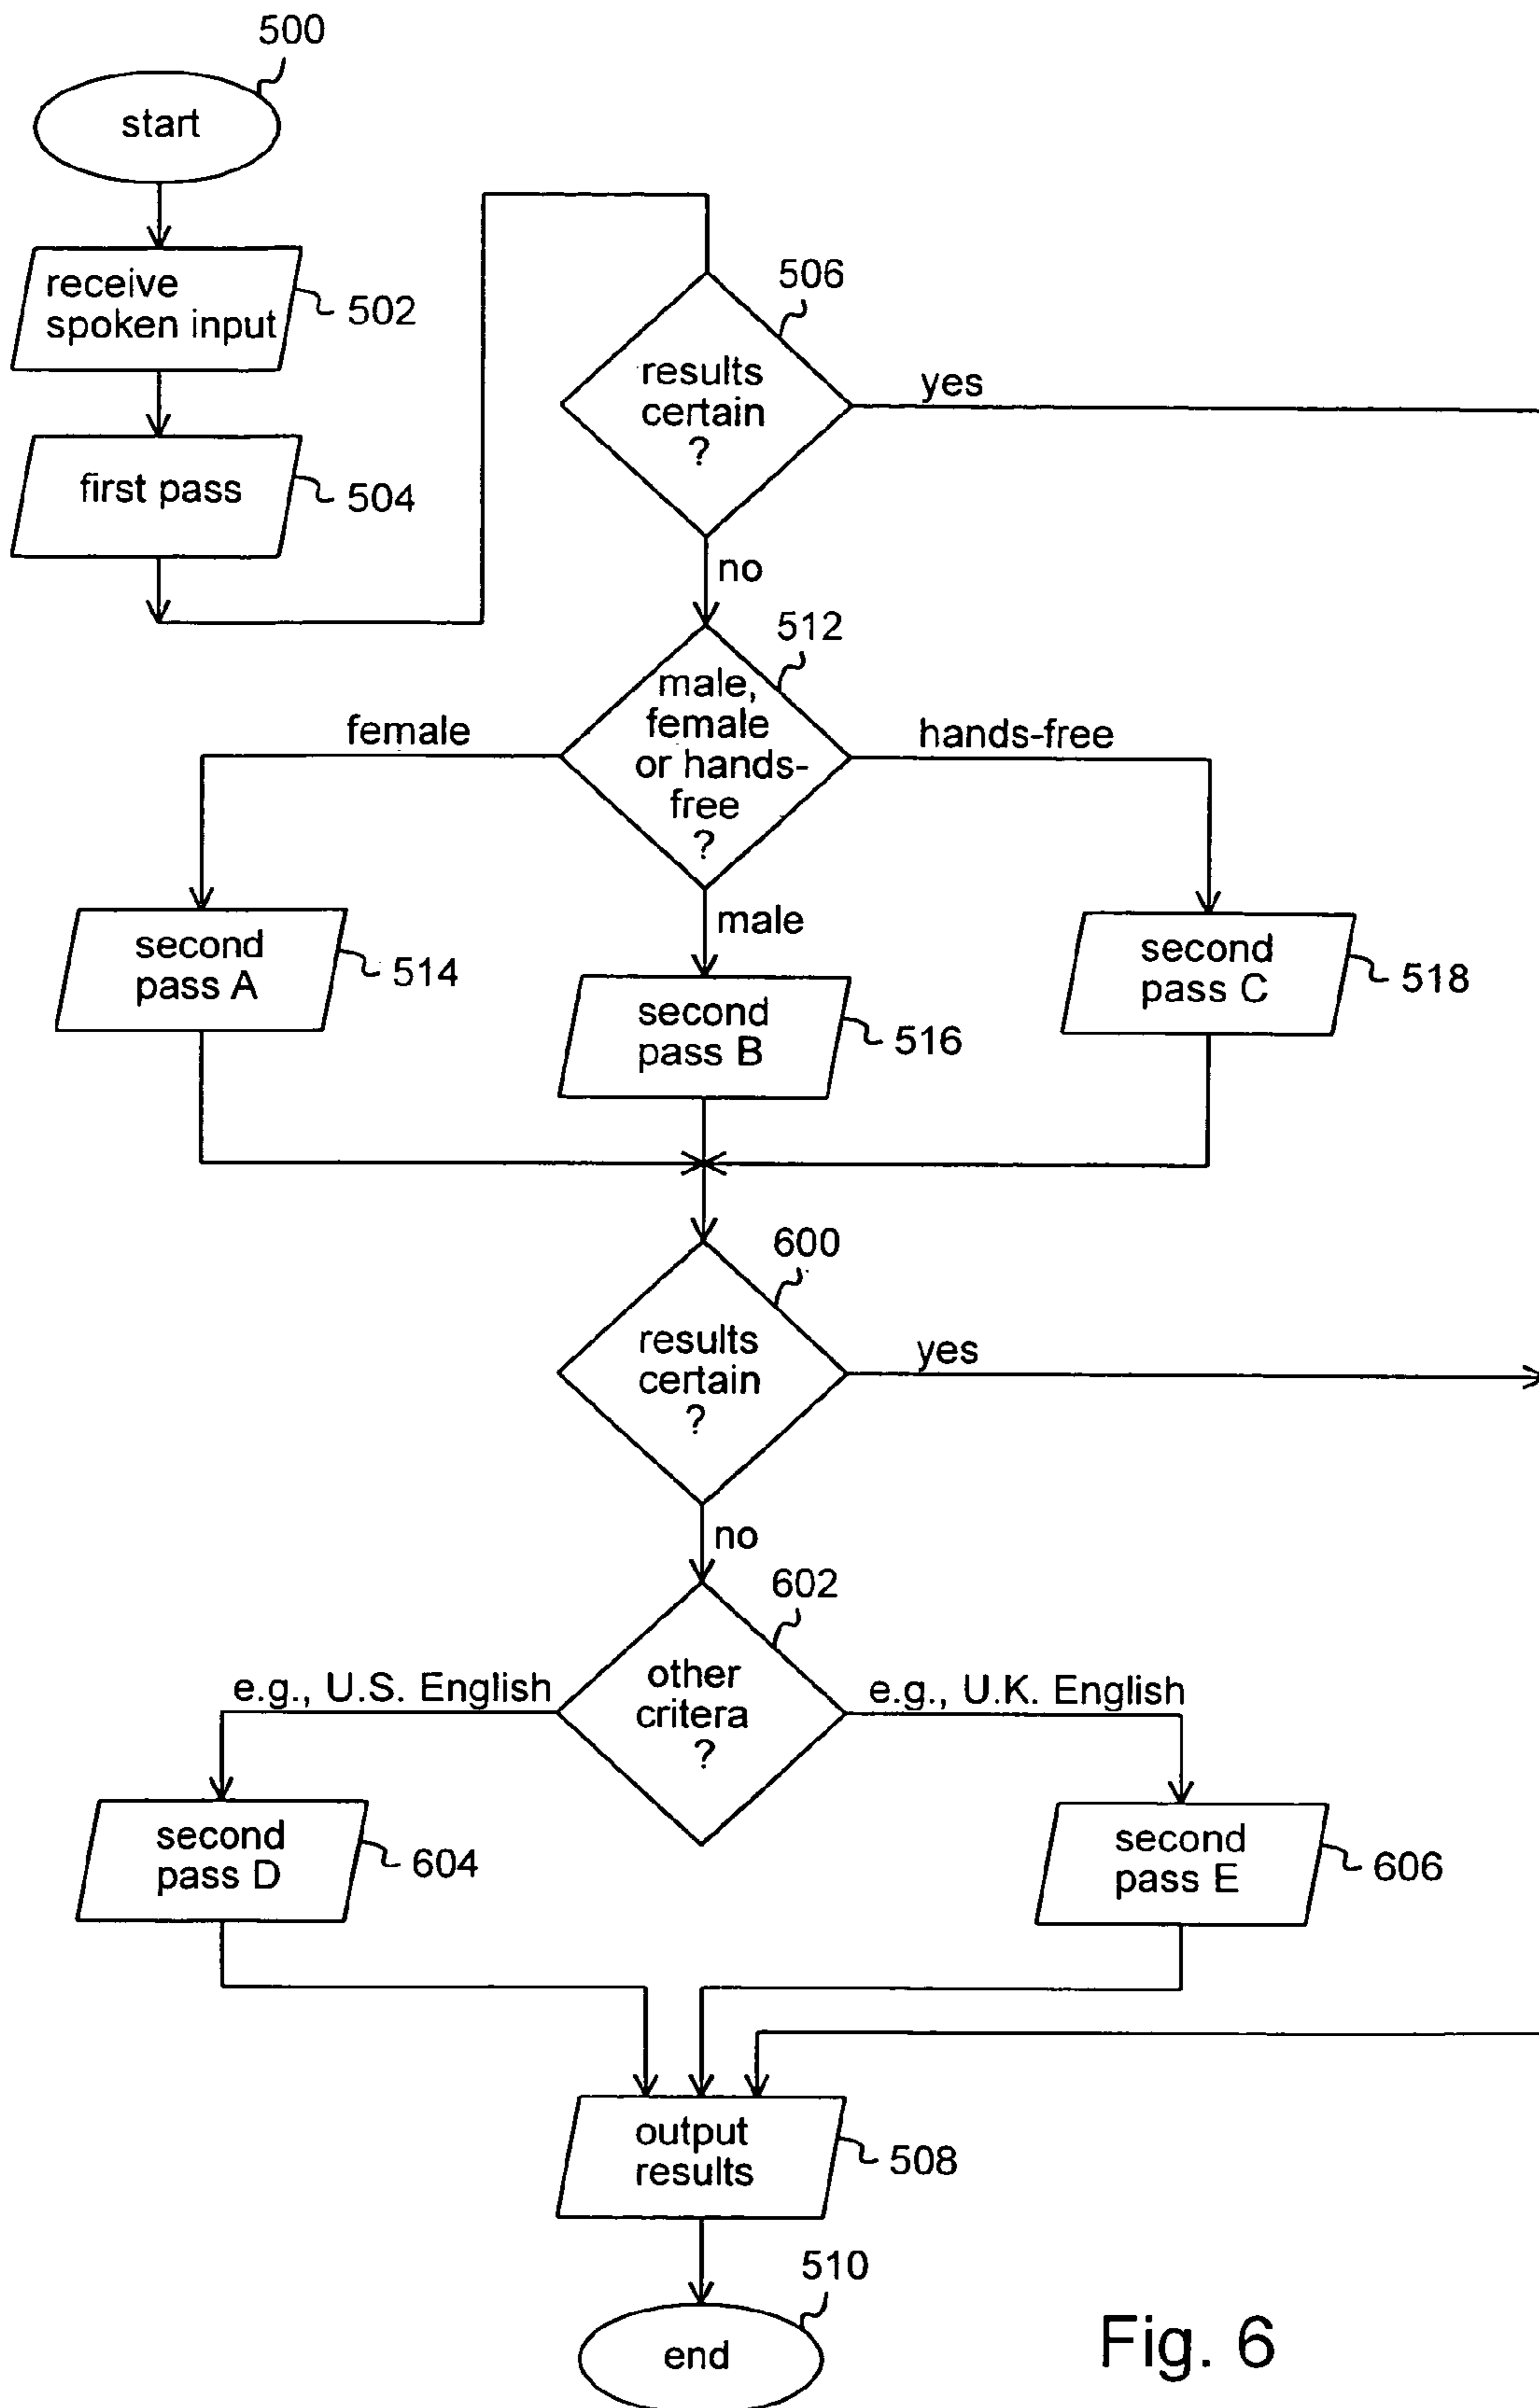 500
start
receive
spoken input
502
first pass
504
506
results
certain
?
yes
no
512
male,
female
or hands-
free
?
female
hands-free
male
second
pass A
514
second
pass B
516
second
pass C
518
600
results
certain
?
yes
no
602
other
critera
?
e.g., U.S. English
e.g., U.K. English
second
pass D
604
second
pass E
606
output
results
508
510
end
Fig. 6